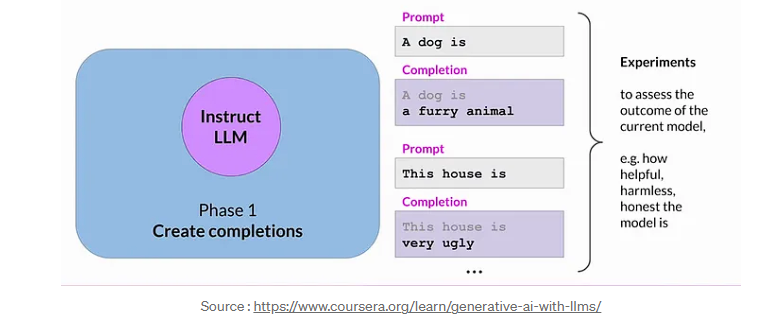 Instruct
LLM
Phase 1
Create completions
Prompt
A dog is
Completion
A dog is
a furry animal
Prompt
This house is
Completion
This house is
very ugly
...
Experiments
to assess the
outcome of the
current model,
e.g. how
helpful,
harmless,
honest the
model is
Source : https://www.coursera.org/learn/generative-ai-with-llms/